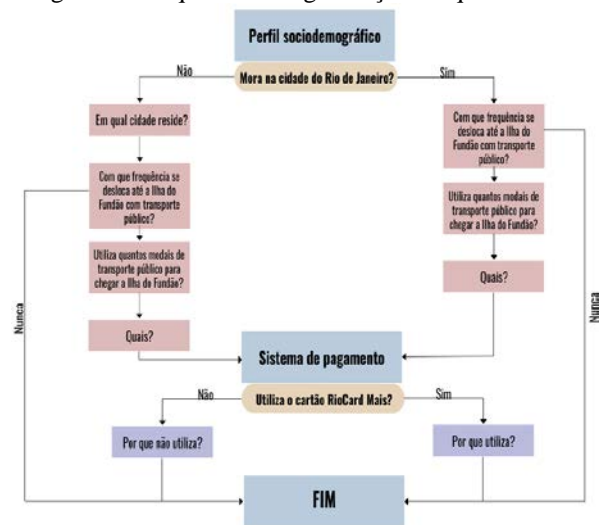 Perfil sociodemográfico
Não
Mora na cidade do Rio de Janeiro?
Sim
Em qual cidade reside?
Com que frequência se
desloca até a Ilha do
Fundão com transporte
público?
Com que frequência se
desloca até a Ilha do
Fundão com transporte
público?
Utiliza quantos modais de
transporte público para
chegar a Ilha do Fundão?
Utiliza quantos modais de
transporte público para
chegar a Ilha do Fundão?
Quais?
Nunca
Quais?
Nunca
Sistema de pagamento
Não
Utiliza o cartão RioCard Mais?
Sim
Por que não utiliza?
Por que utiliza?
FIM